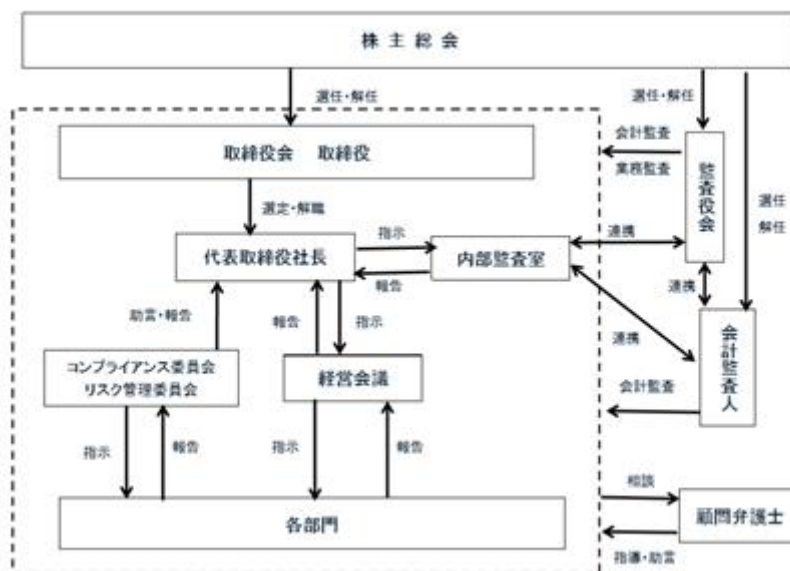 株主総会
選任・解任
選任・解任
取締役会　取締役
会計監査
業務監査
監査役会
選任
解任
選定・解職
代表取締役社長
指示
報告
内部監査室
連携
連携
連携
助言・報告
報告
指示
コンプライアンス委員会
リスク管理委員会
経営会議
会計監査人
会計監査
指示
報告
指示
報告
相談
各部門
顧問弁護士
指導・助言